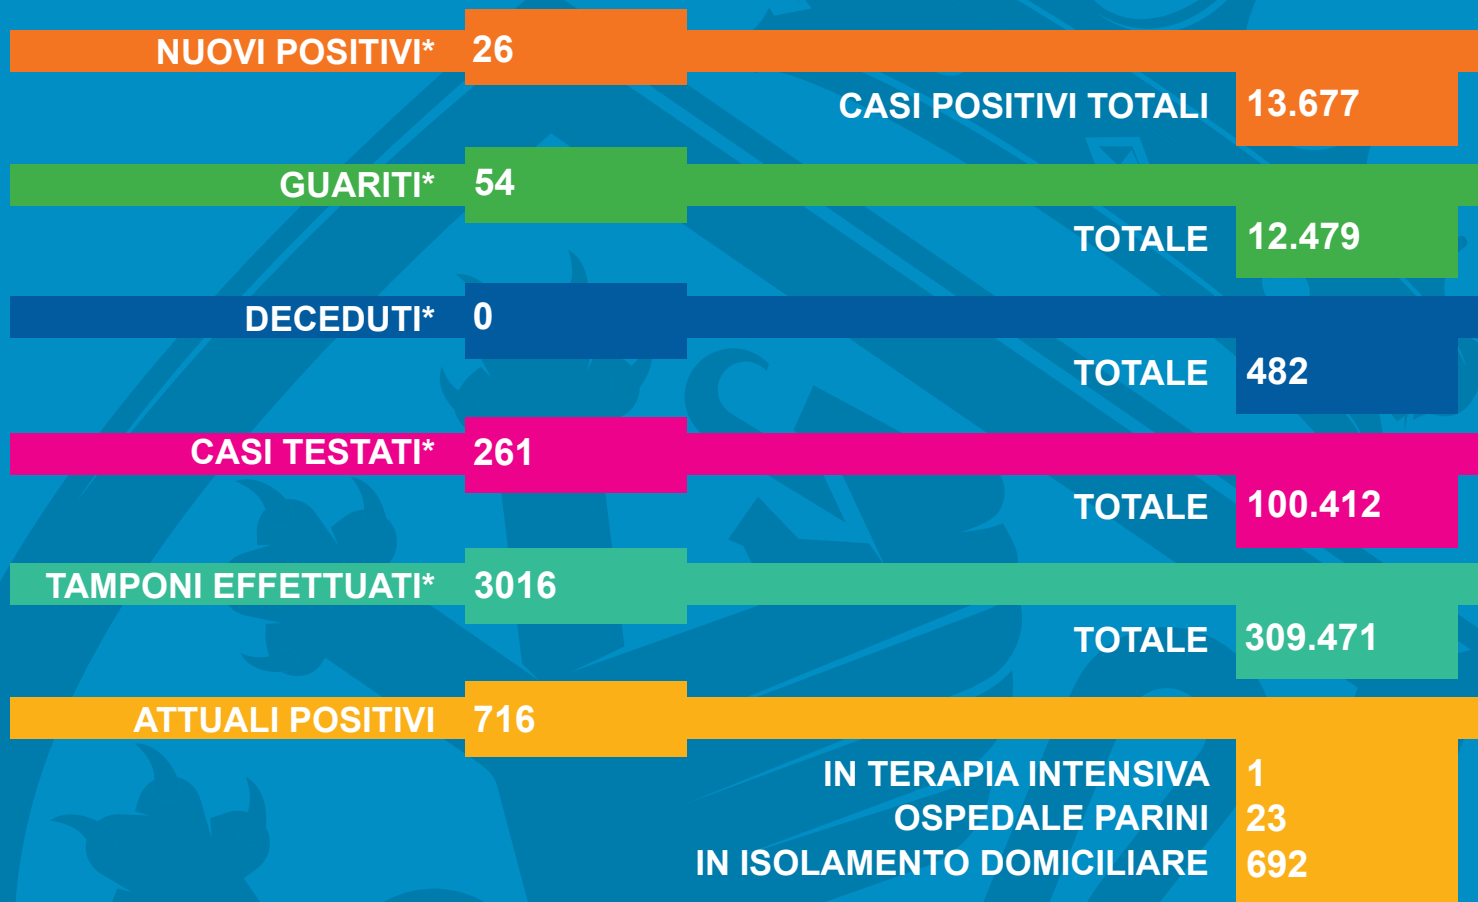 NUOVI POSITIVI* 26
CASI POSITIVI TOTALI 13.677
GUARITI* 54
TOTALE 12.479
DECEDUTI* 0
TOTALE 482
CASI TESTATI* 261
TOTALE 100.412
TAMPONI EFFETTUATI* 3016
TOTALE 309.471
ATTUALI POSITIVI 716
IN TERAPIA INTENSIVA 1
OSPEDALE PARINI 23
IN ISOLAMENTO DOMICILIARE 692